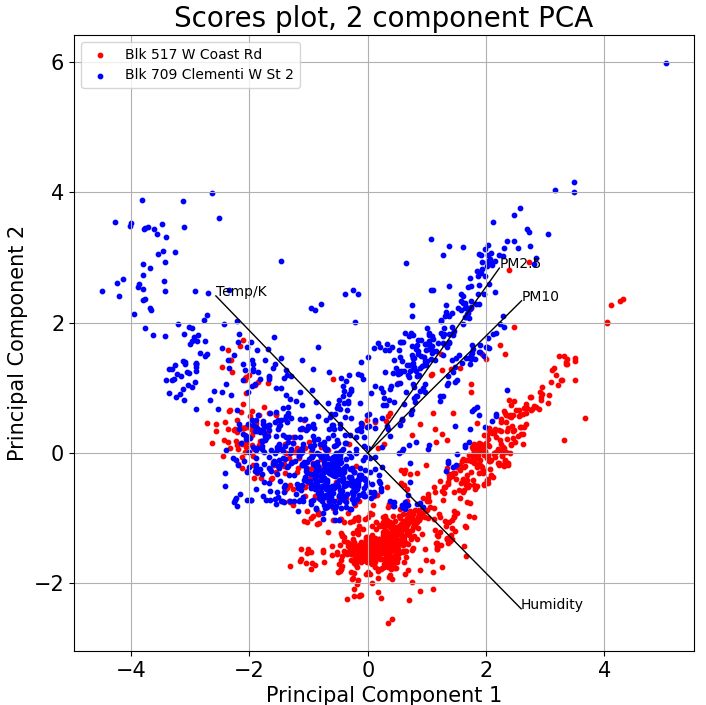 Scores plot, 2 component PCA
Blk 517 W Coast Rd
Blk 709 Clementi W St 2
6
4
2
0
−2
Principal Component 2
PM2.5
Temp/K
PM10
Humidity
−4
−2
0
2
4
Principal Component 1